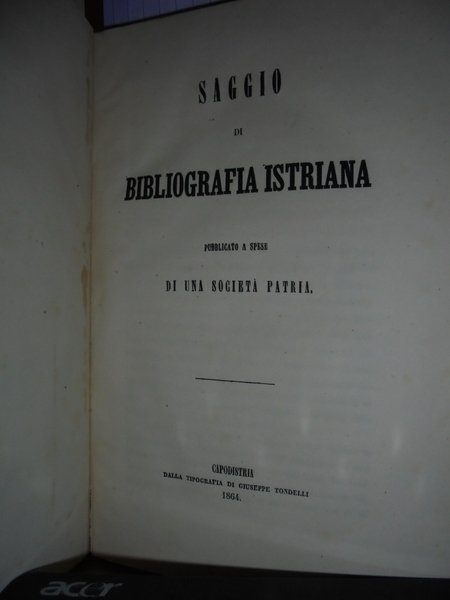 SAGGIO
DI
BIBLIOGRAFIA ISTRIANA
PUBBLICATO A SPESE
DI UNA SOCIETÀ PATRIA.
CAPODISTRIA
DALLA TIPOGRAFIA DI GIUSEPPE TONDELLI
1864.
acer